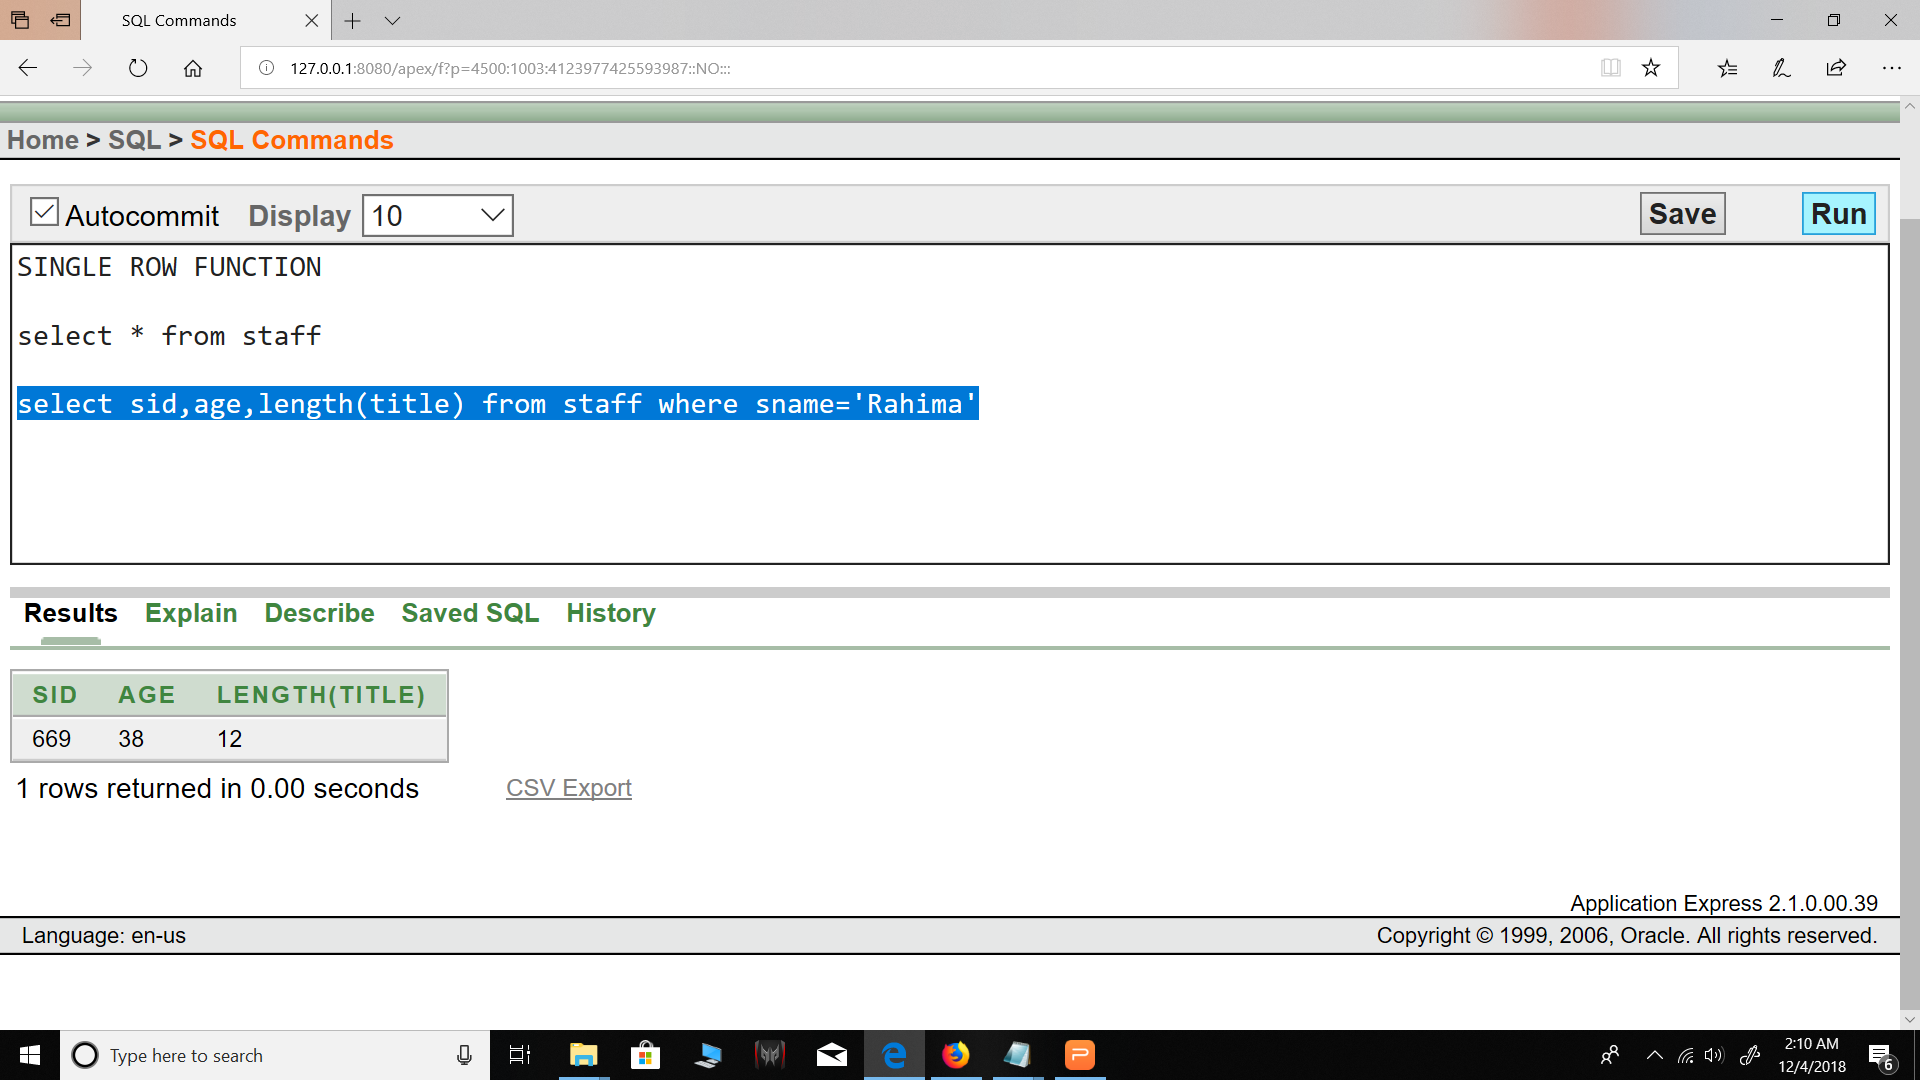 SQL Commands
127.0.0.1:8080/apex/f?p=4500:1003:4123977425593987::NO:::
Home > SQL > SQL Commands
Autocommit Display 10 Save Run
SINGLE ROW FUNCTION
select * from staff
select sid,age,length(title) from staff where sname='Rahima'
Results Explain Describe Saved SQL History
SID AGE LENGTH(TITLE)
669 38 12
1 rows returned in 0.00 seconds CSV Export
Application Express 2.1.0.00.39
Language: en-us Copyright © 1999, 2006, Oracle. All rights reserved.
Type here to search
2:10 AM
12/4/2018
6